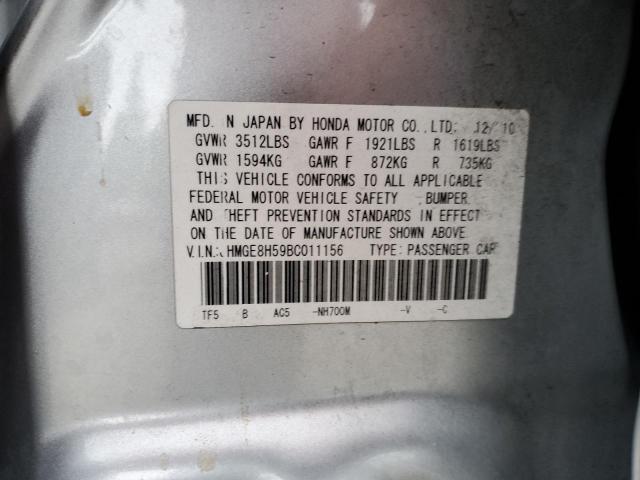 MFD. IN JAPAN BY HONDA MOTOR CO., LTD. 12/10
GVWR 3512LBS GAWR F 1921LBS R 1619LBS
GVWR 1594KG GAWR F 872KG R 735KG
THIS VEHICLE CONFORMS TO ALL APPLICABLE
FEDERAL MOTOR VEHICLE SAFETY, BUMPER,
AND THEFT PREVENTION STANDARDS IN EFFECT
ON THE DATE OF MANUFACTURE SHOWN ABOVE.
V.I.N.: HMGE8H59BC011156 TYPE: PASSENGER CAR
TF5 B AC5 -NH700M -V -C